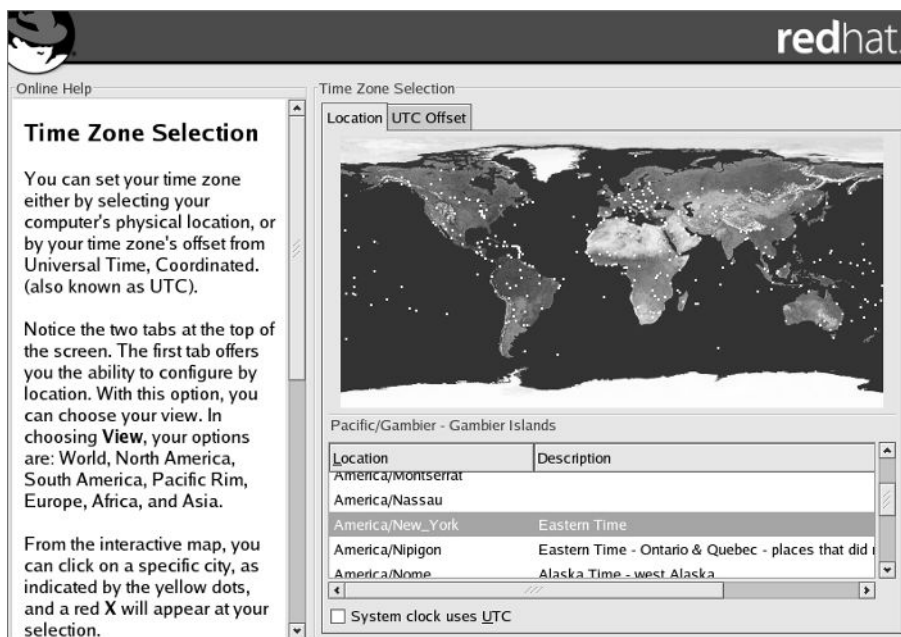 redhat.
Online Help
Time Zone Selection
You can set your time zone
either by selecting your
computer's physical location, or
by your time zone's offset from
Universal Time, Coordinated.
(also known as UTC).
Notice the two tabs at the top of
the screen. The first tab offers
you the ability to configure by
location. With this option, you
can choose your view. In
choosing View, your options
are: World, North America,
South America, Pacific Rim,
Europe, Africa, and Asia.
From the interactive map, you
can click on a specific city, as
indicated by the yellow dots,
and a red X will appear at your
selection.
Time Zone Selection
Location UTC Offset
Pacific/Gambier - Gambier Islands
Location Description
America/Montserrat
America/Nassau
America/New_York Eastern Time
America/Nipigon Eastern Time - Ontario & Quebec - places that did
America/Nome Alaska Time - west Alaska
System clock uses UTC